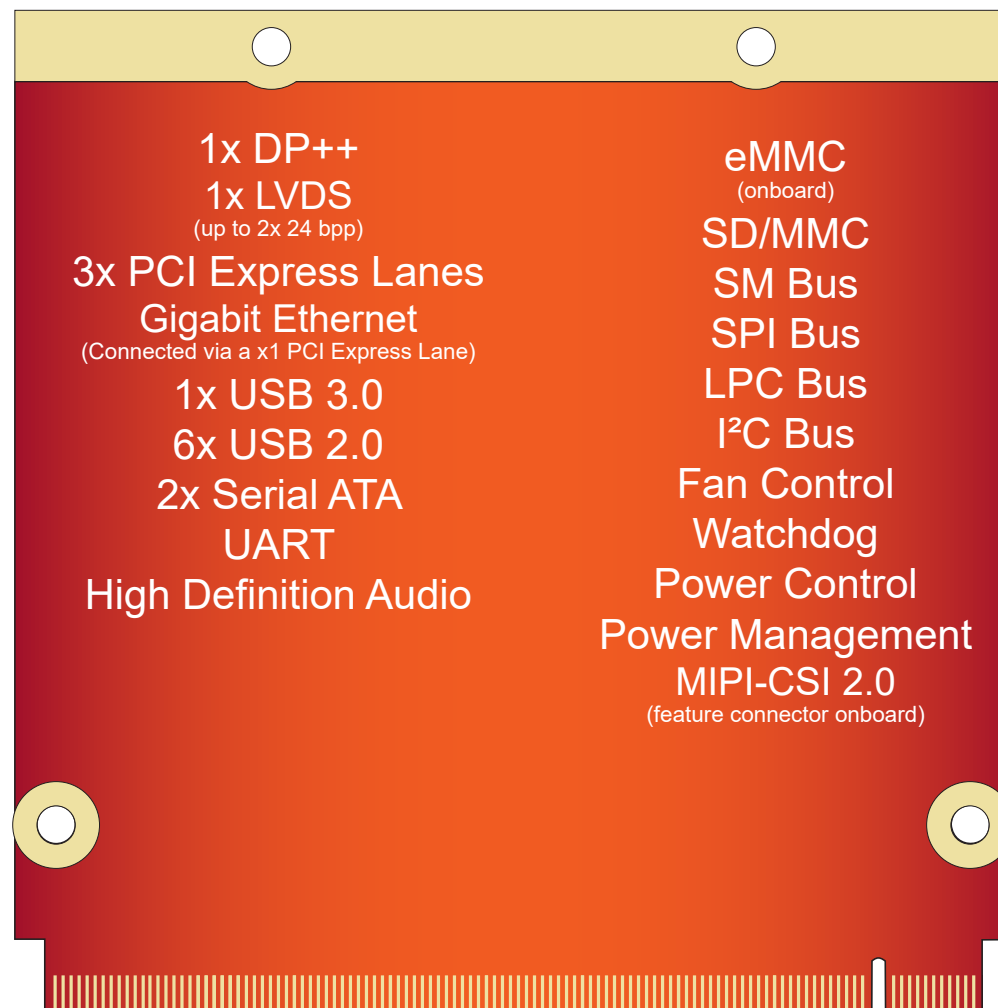 1x DP++
1x LVDS
(up to 2x 24 bpp)
3x PCI Express Lanes
Gigabit Ethernet
(Connected via a x1 PCI Express Lane)
1x USB 3.0
6x USB 2.0
2x Serial ATA
UART
High Definition Audio
eMMC
(onboard)
SD/MMC
SM Bus
SPI Bus
LPC Bus
I²C Bus
Fan Control
Watchdog
Power Control
Power Management
MIPI-CSI 2.0
(feature connector onboard)